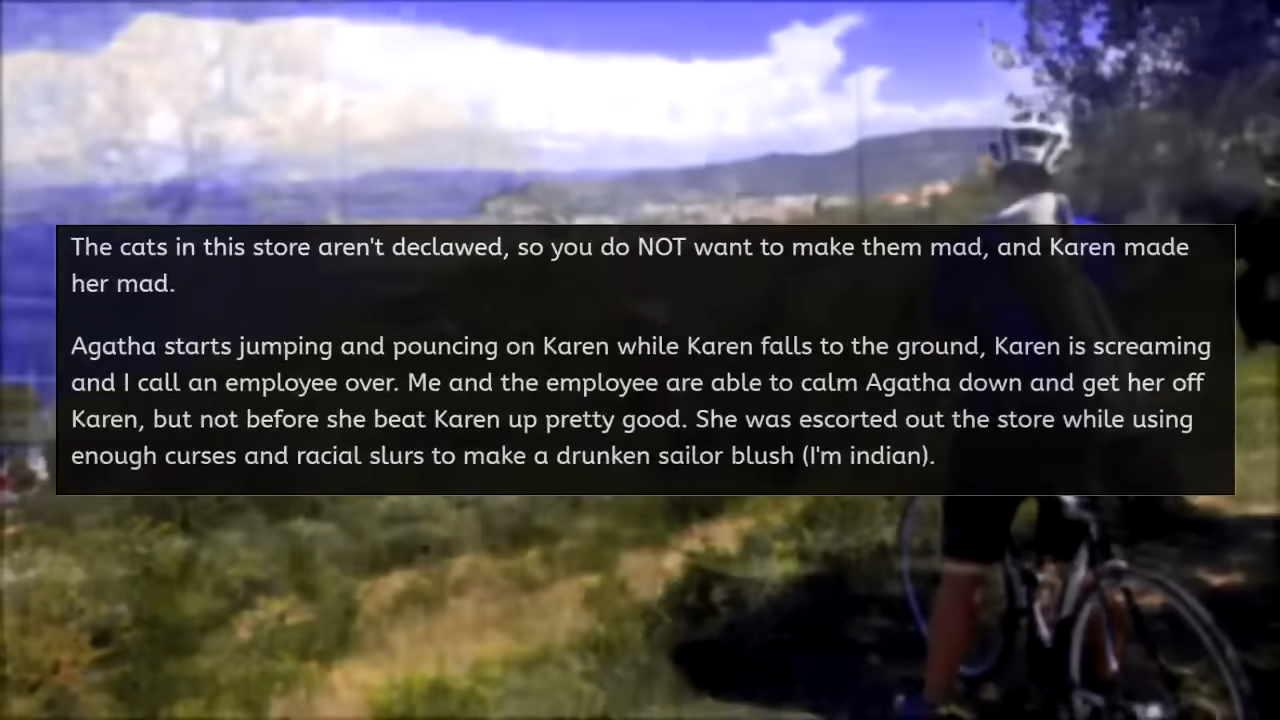 The cats in this store aren't declawed, so you do NOT want to make them mad, and Karen made
her mad.
Agatha starts jumping and pouncing on Karen while Karen falls to the ground, Karen is screaming
and I call an employee over. Me and the employee are able to calm Agatha down and get her off
Karen, but not before she beat Karen up pretty good. She was escorted out the store while using
enough curses and racial slurs to make a drunken sailor blush (I'm indian).